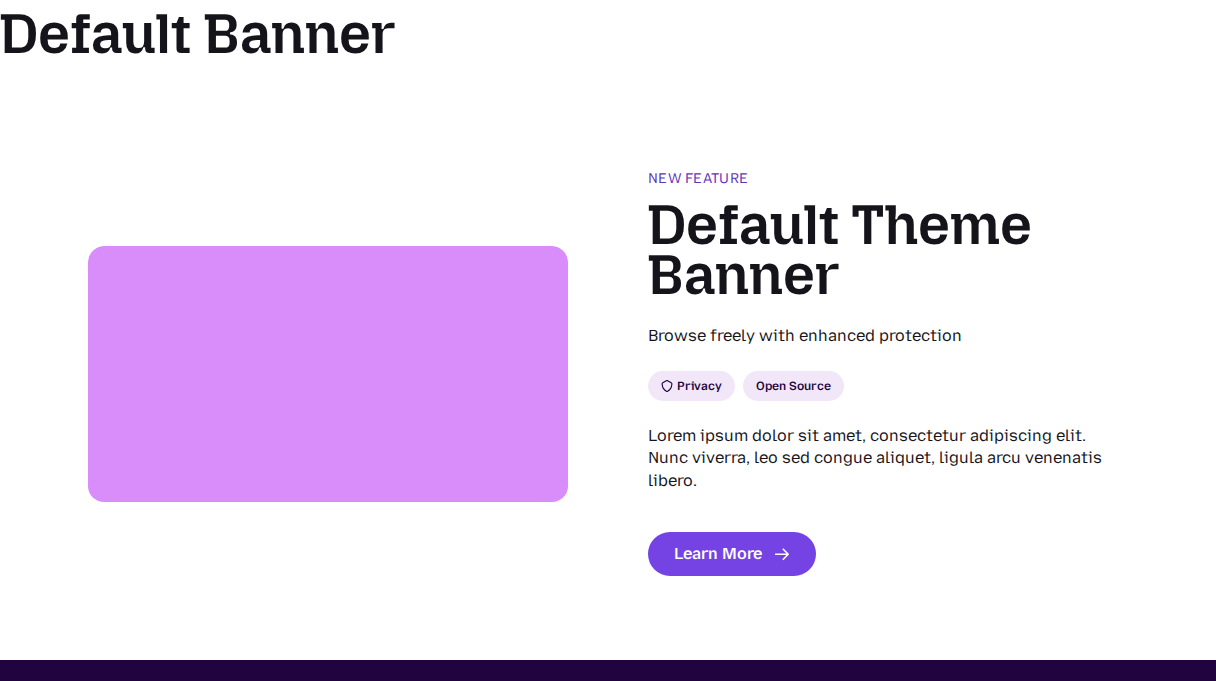 Default Banner
NEW FEATURE
Default Theme
Banner
Browse freely with enhanced protection
Privacy
Open Source
Lorem ipsum dolor sit amet, consectetur adipiscing elit.
Nunc viverra, leo sed congue aliquet, ligula arcu venenatis
libero.
Learn More